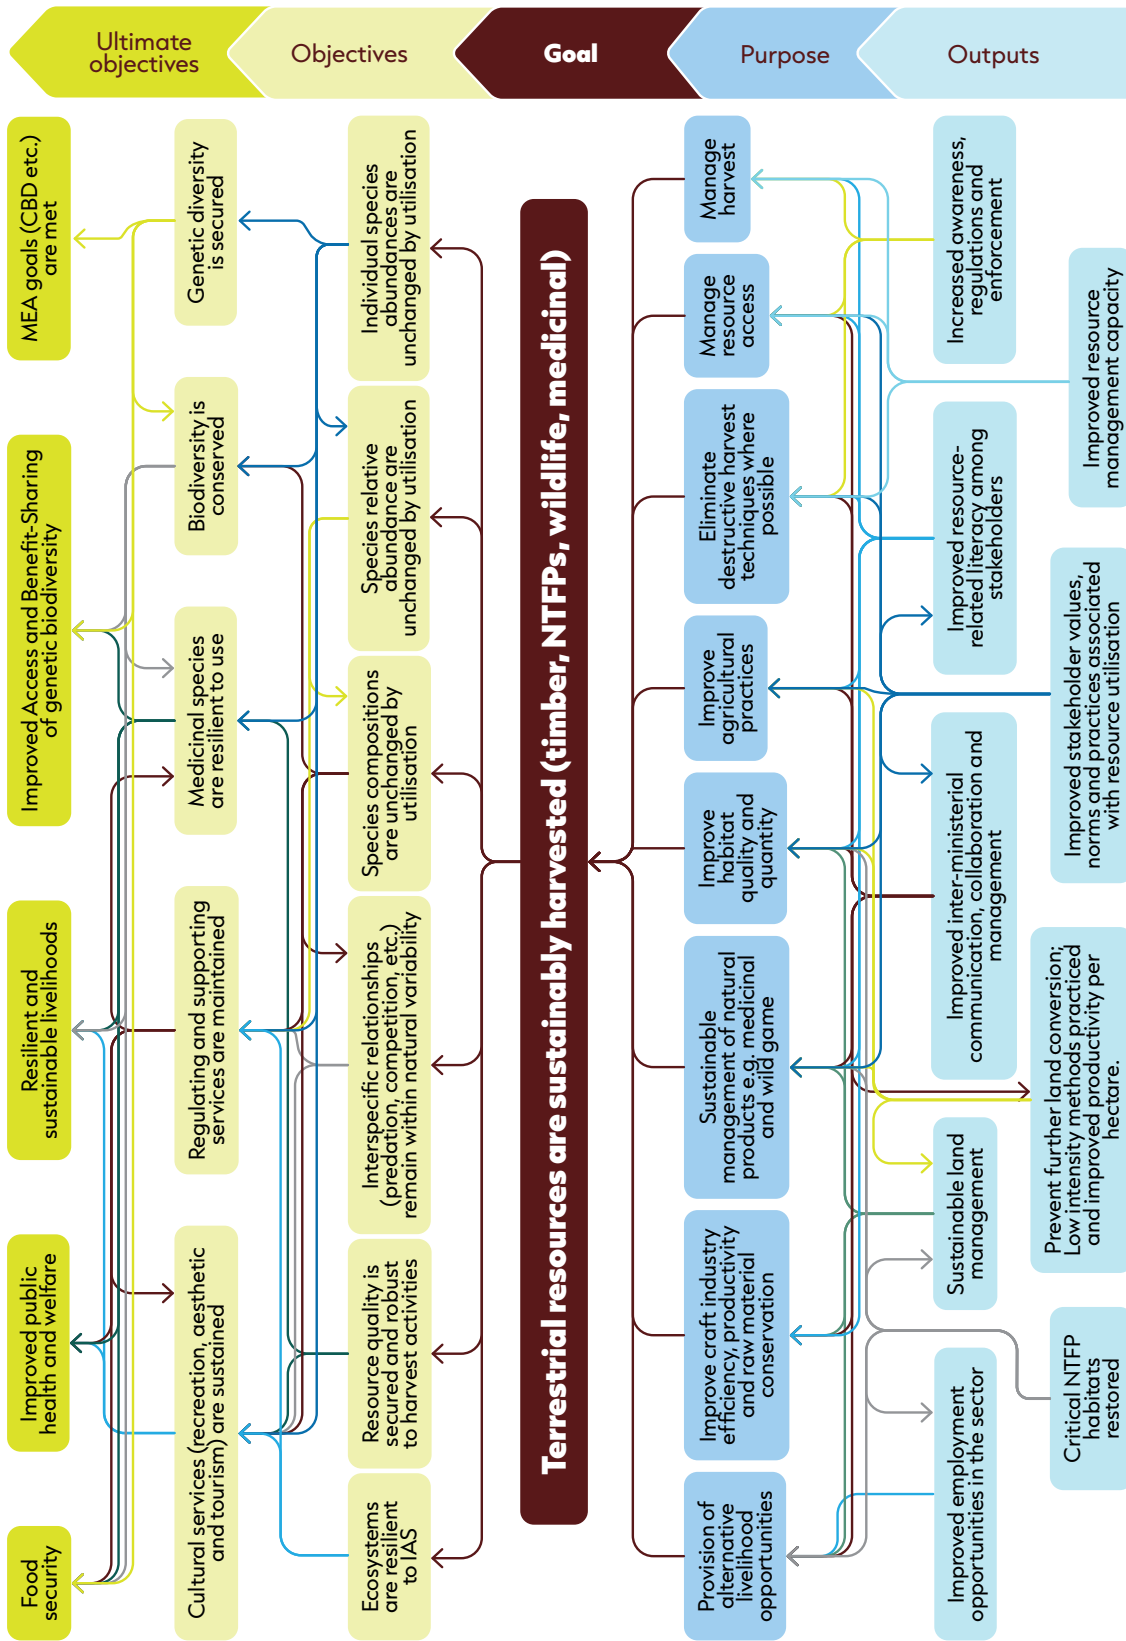 Ultimate
objectives
Objectives
Goal
Purpose
Outputs
Food
security
Improved public
health and welfare
Resilient and
sustainable livelihoods
Improved Access and Benefit-Sharing
of genetic biodiversity
MEA goals (CBD etc.)
are met
Cultural services (recreation, aesthetic
and tourism) are sustained
Regulating and supporting
services are maintained
Medicinal species
are resilient to use
Biodiversity is
conserved
Genetic diversity
is secured
Ecosystems
are resilient
to IAS
Resource quality is
secured and robust
to harvest activities
Interspecific relationships
(predation, competition, etc.)
remain within natural variability
Species compositions
are unchanged by
utilisation
Species relative
abundance are
unchanged by utilisation
Individual species
abundances are
unchanged by utilisation
Terrestrial resources are sustainably harvested (timber, NTFPs, wildlife, medicinal)
Provision of
alternative
livelihood
opportunities
Improve craft industry
efficiency, productivity
and raw material
conservation
Sustainable
management of natural
products e.g. medicinal
and wild game
Improve
habitat
quality and
quantity
Improve
agricultural
practices
Eliminate
destructive harvest
techniques where
possible
Manage
resource
access
Manage
harvest
Improved employment
opportunities in the sector
Sustainable land
management
Improved inter-ministerial
communication, collaboration and
management
Improved resource-
related literacy among
stakeholders
Increased awareness,
regulations and
enforcement
Critical NTFP
habitats
restored
Prevent further land conversion;
Low intensity methods practiced
and improved productivity per
hectare.
Improved stakeholder values,
norms and practices associated
with resource utilisation
Improved resource
management capacity